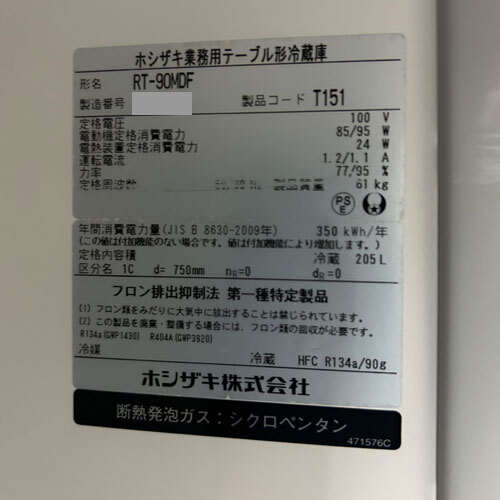 ホシザキ業務用テーブル形冷蔵庫
形名 RT-90MDF
製造番号 製品コード T151
定格電圧 100 V
電動機定格消費電力 85/95 W
電熱装置定格消費電力 24 W
運転電流 1.2/1.1 A
力率 77/95 %
定格周波数 50/60 Hz 製品質量 61 kg
PS
E
年間消費電力量(JIS B 8630-2009年) 350 kWh/年
(この値は付加機能のない場合です。値は付加機能により増加します。)
定格内容積 冷蔵 205L
区分名 1C d= 750mm nR=0 dR=0
フロン排出抑制法 第一種特定製品
(1) フロン類をみだりに大気中に放出することは禁じられています。
(2) この製品を廃棄・整備する場合には、フロン類の回収が必要です。
R134a(GWP1430) R404A(GWP3920)
冷媒 冷蔵 HFC R134a/90g
ホシザキ株式会社
断熱発泡ガス:シクロペンタン
471576C